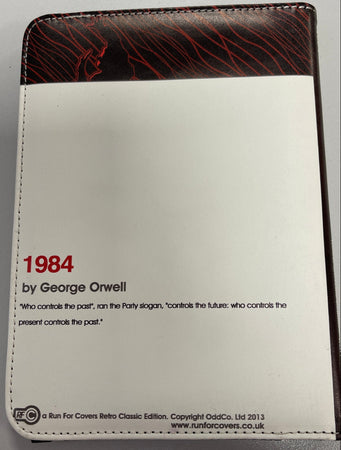 1984
by George Orwell
"Who controls the past", ran the Party slogan, "controls the future: who controls the
present controls the past."
RFC a Run For Covers Retro Classic Edition. Copyright OddCo. Ltd 2013
www.runforcovers.co.uk